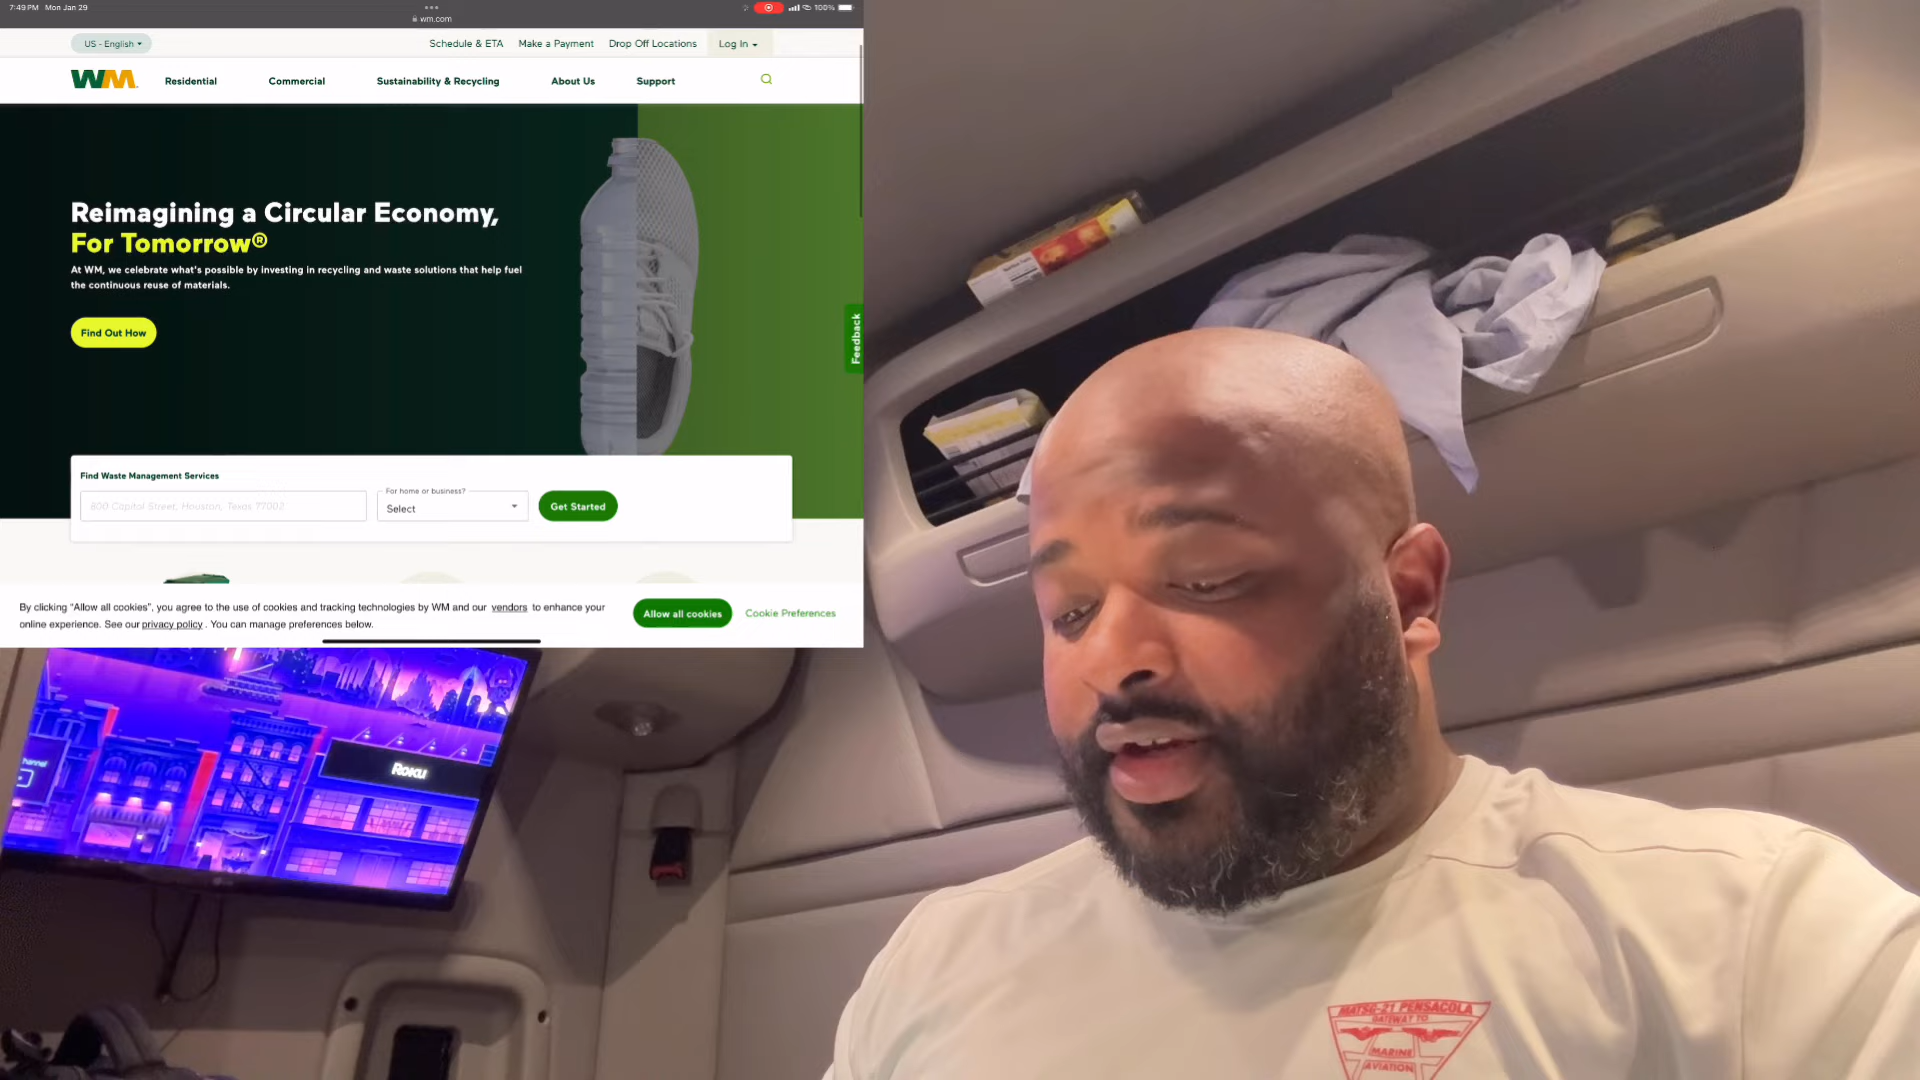 7:49 PM Mon Jan 29
100%
wm.com
US - English
Schedule & ETA
Make a Payment
Drop Off Locations
Log In
WM
Residential
Commercial
Sustainability & Recycling
About Us
Support
Reimagining a Circular Economy,
For Tomorrow®
At WM, we celebrate what's possible by investing in recycling and waste solutions that help fuel
the continuous reuse of materials.
Find Out How
Feedback
Find Waste Management Services
800 Capitol Street, Houston, Texas 77002
For home or business?
Select
Get Started
By clicking "Allow all cookies", you agree to the use of cookies and tracking technologies by WM and our vendors to enhance your
online experience. See our privacy policy . You can manage preferences below.
Allow all cookies
Cookie Preferences
ROKU
MATSG-21 PENSACOLA
GATEWAY TO
MARINE
AVIATION